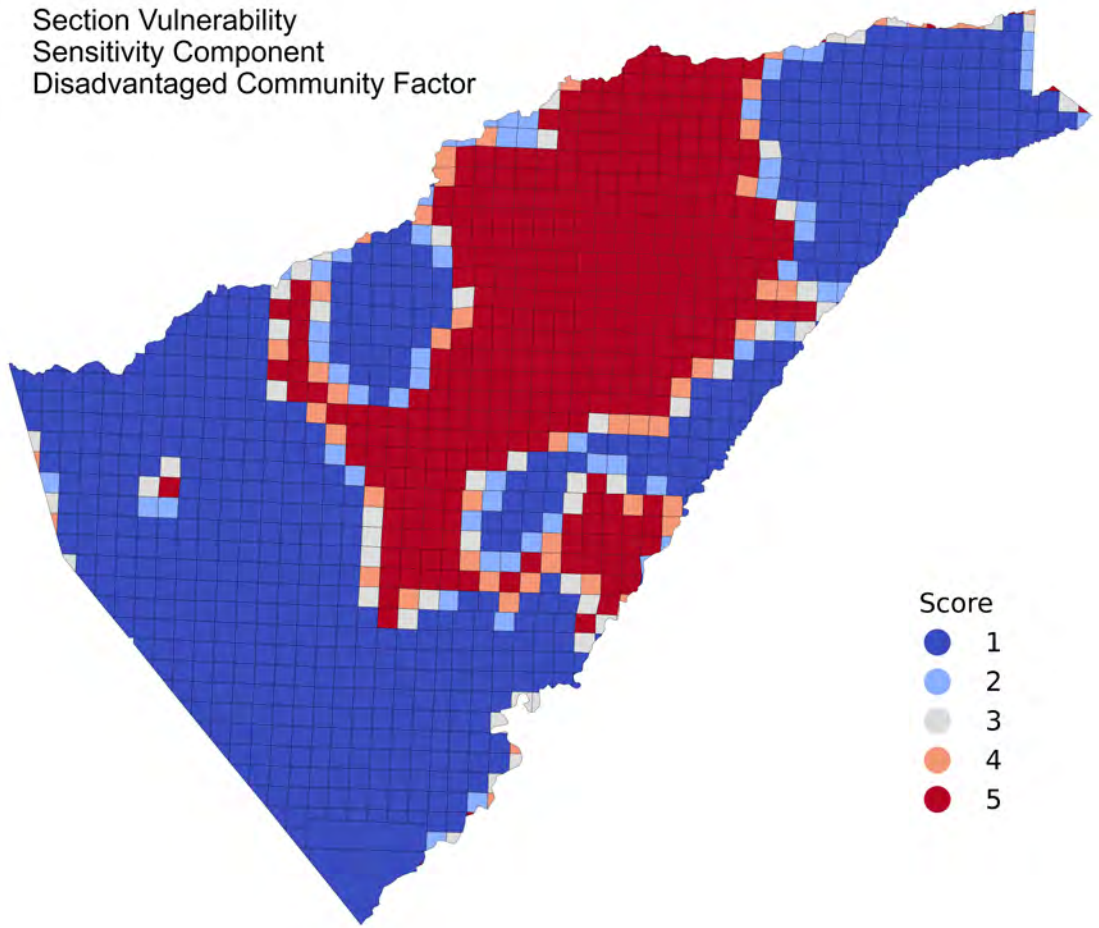 Section Vulnerability
Sensitivity Component
Disadvantaged Community Factor
Score
1
2
3
4
5